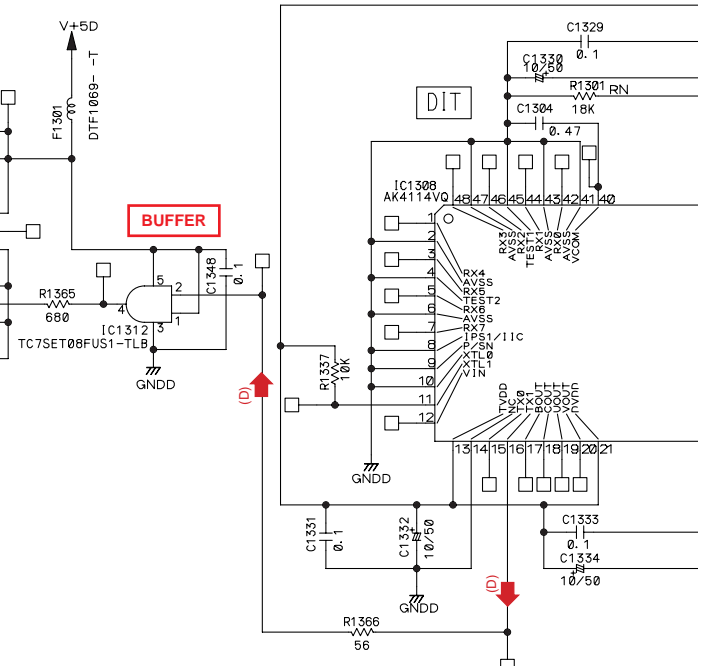 V+5D
F1301
DTF1069- -T
BUFFER
C1348
0.1
R1365
680
5
2
4
1
3
IC1312
TC7SET08FUS1-TLB
GNDD
(D)
DIT
C1329
0.1
C1330
10/50
R1301 RN
18K
C1304
0.47
IC1308
AK4114VQ
48 47 46 45 44 43 42 41 40
RX3
AVSS
RX2
TEST1
RX1
AVSS
RX0
AVSS
VCOM
1
2
3
4
5
6
7
8
9
10
11
12
RX4
AVSS
RX5
TEST2
RX6
AVSS
RX7
IPS1/IIC
P/SN
XTL0
XTL1
VIN
R1337
10K
GNDD
TVDD
NC
TX0
TX1
BOUT
COUT
UOUT
VOUT
DVDD
13 14 15 16 17 18 19 20 21
C1331
0.1
C1332
10/50
GNDD
(D)
C1333
0.1
C1334
10/50
R1366
56